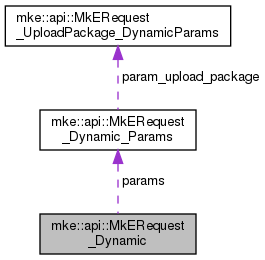 mke::api::MkERequest
_UploadPackage_DynamicParams
param_upload_package
mke::api::MkERequest
_Dynamic_Params
params
mke::api::MkERequest
_Dynamic